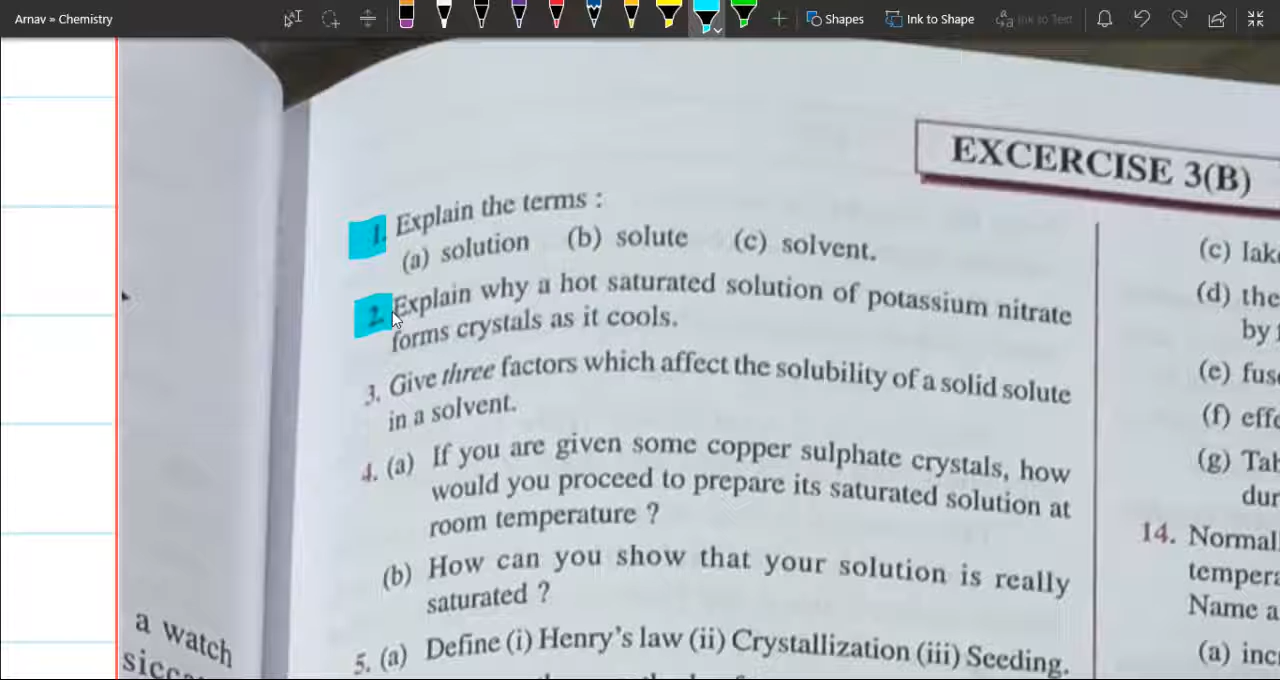 Arnav » Chemistry
Shapes
Ink to Shape
Ink to Text
EXCERCISE 3(B)
1. Explain the terms :
(a) solution (b) solute (c) solvent.
2. Explain why a hot saturated solution of potassium nitrate
forms crystals as it cools.
3. Give three factors which affect the solubility of a solid solute
in a solvent.
4. (a) If you are given some copper sulphate crystals, how
would you proceed to prepare its saturated solution at
room temperature ?
(b) How can you show that your solution is really
saturated ?
5. (a) Define (i) Henry's law (ii) Crystallization (iii) Seeding.
a watch
(c)
(d) the
by
(e)
(f)
(g)
14.
Name
(a)